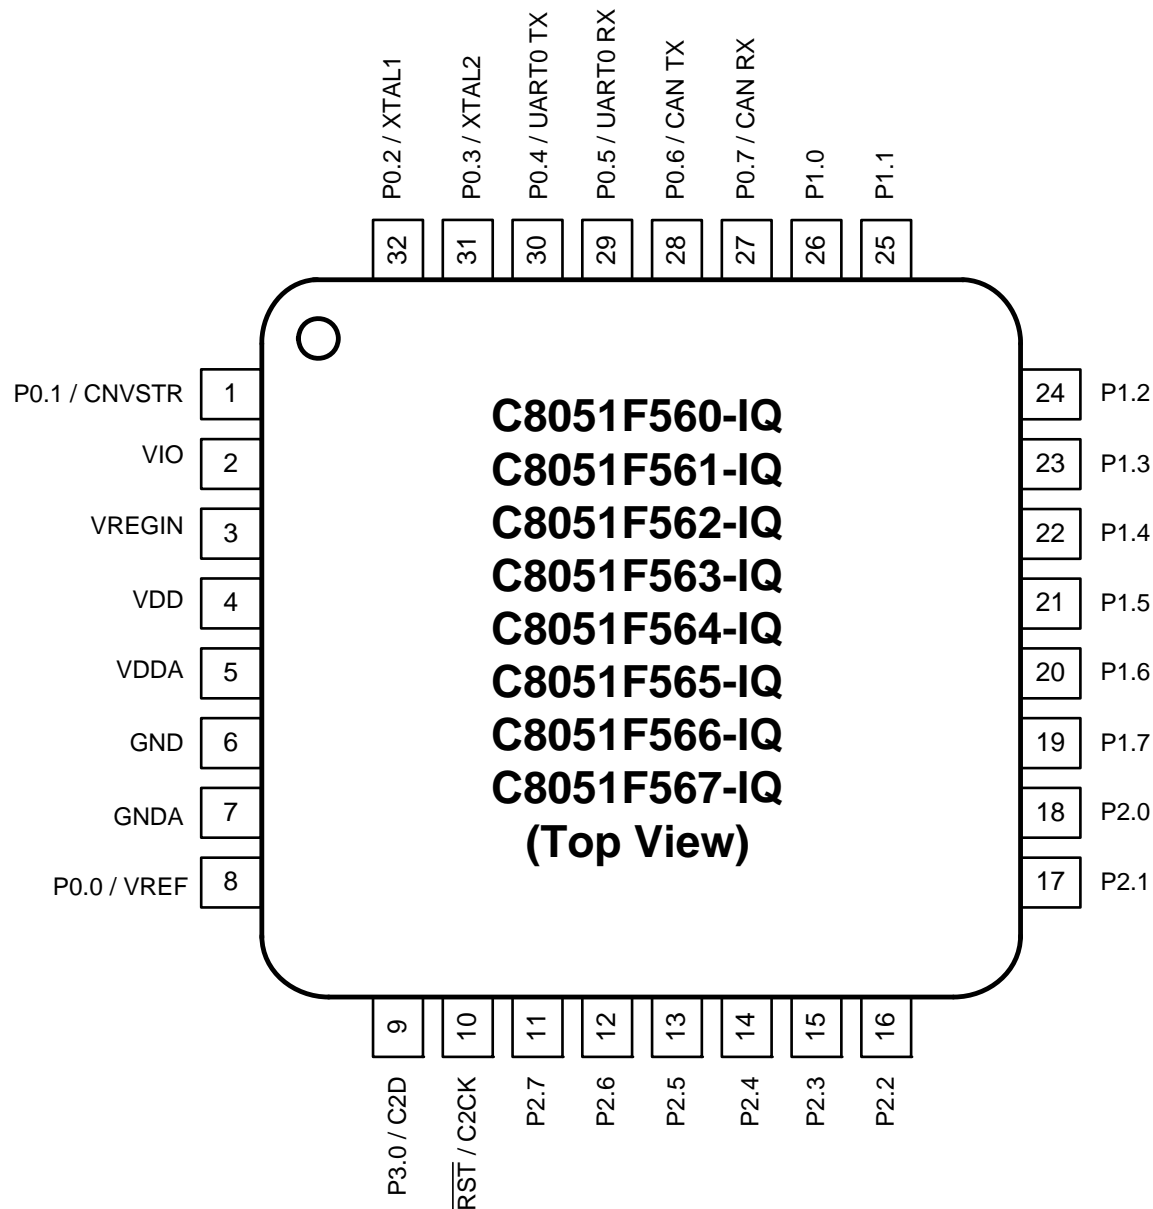 P0.2 / XTAL1
P0.3 / XTAL2
P0.4 / UART0 TX
P0.5 / UART0 RX
P0.6 / CAN TX
P0.7 / CAN RX
P1.0
P1.1
32
31
30
29
28
27
26
25
P0.1 / CNVSTR
1
VIO
2
VREGIN
3
VDD
4
VDDA
5
GND
6
GNDA
7
P0.0 / VREF
8
C8051F560-IQ
C8051F561-IQ
C8051F562-IQ
C8051F563-IQ
C8051F564-IQ
C8051F565-IQ
C8051F566-IQ
C8051F567-IQ
(Top View)
24
P1.2
23
P1.3
22
P1.4
21
P1.5
20
P1.6
19
P1.7
18
P2.0
17
P2.1
9
10
11
12
13
14
15
16
P3.0 / C2D
RST / C2CK
P2.7
P2.6
P2.5
P2.4
P2.3
P2.2